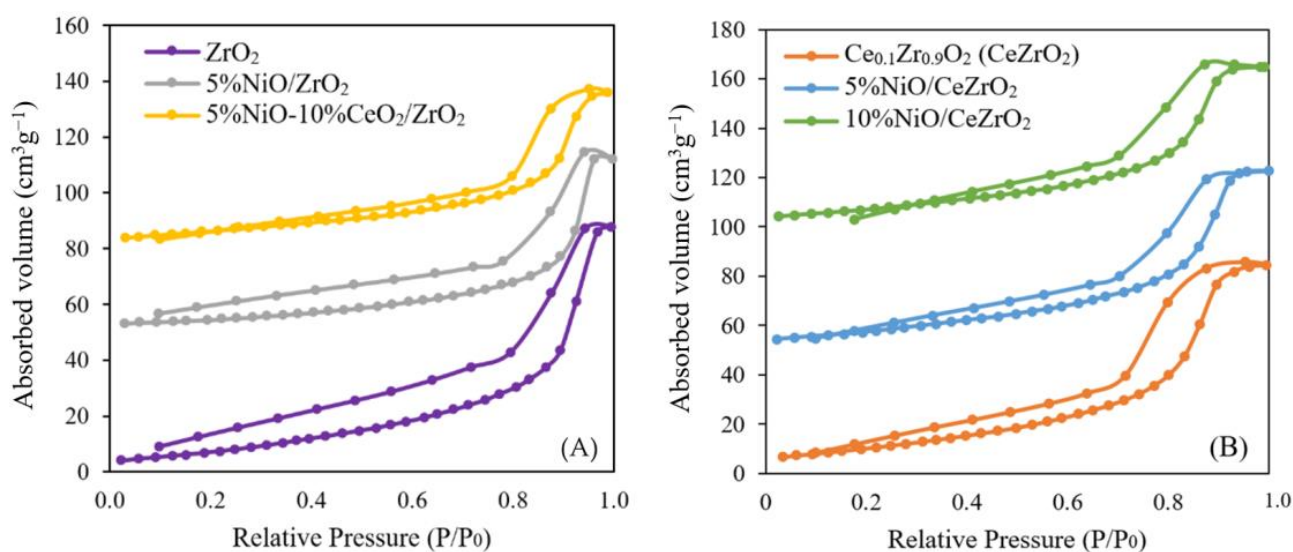 160
140
120
100
80
60
40
20
0
0.0 0.2 0.4 0.6 0.8 1.0
Absorbed volume (cm³g⁻¹)
Relative Pressure (P/P₀)
ZrO₂
5%NiO/ZrO₂
5%NiO-10%CeO₂/ZrO₂
(A)
180
160
140
120
100
80
60
40
20
0
0 0.2 0.4 0.6 0.8 1.0
Absorbed volume (cm³g⁻¹)
Relative Pressure (P/P₀)
Ce₀.₁Zr₀.₉O₂ (CeZrO₂)
5%NiO/CeZrO₂
10%NiO/CeZrO₂
(B)